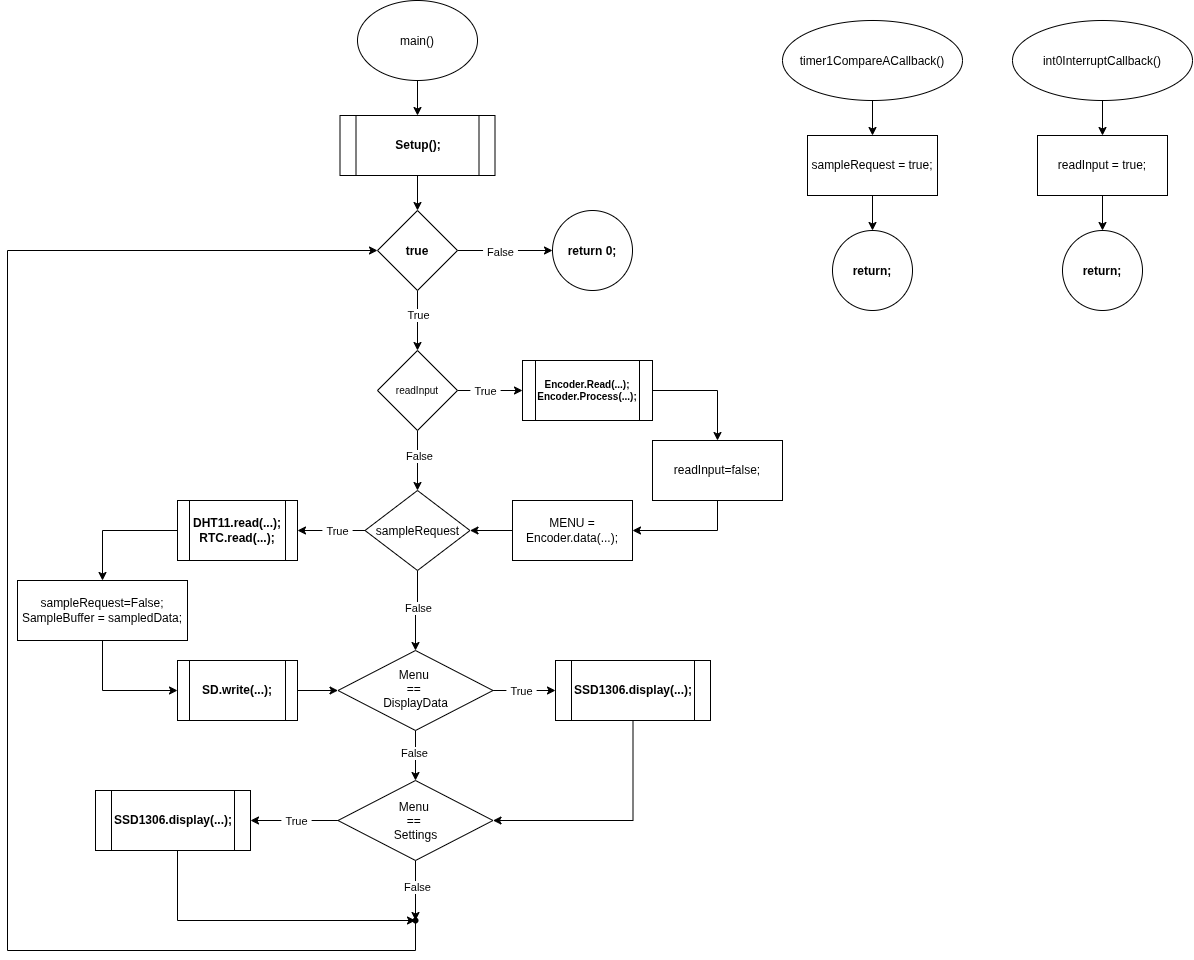 main()
timer1CompareACallback()
int0InterruptCallback()
Setup();
sampleRequest = true;
readInput = true;
true
False
return 0;
return;
return;
True
readInput
True
Encoder.Read(...);
Encoder.Process(...);
False
readInput=false;
DHT11.read(...);
RTC.read(...);
True
sampleRequest
MENU =
Encoder.data(...);
sampleRequest=False;
SampleBuffer = sampledData;
False
SD.write(...);
Menu
==
DisplayData
True
SSD1306.display(...);
False
SSD1306.display(...);
True
Menu
==
Settings
False